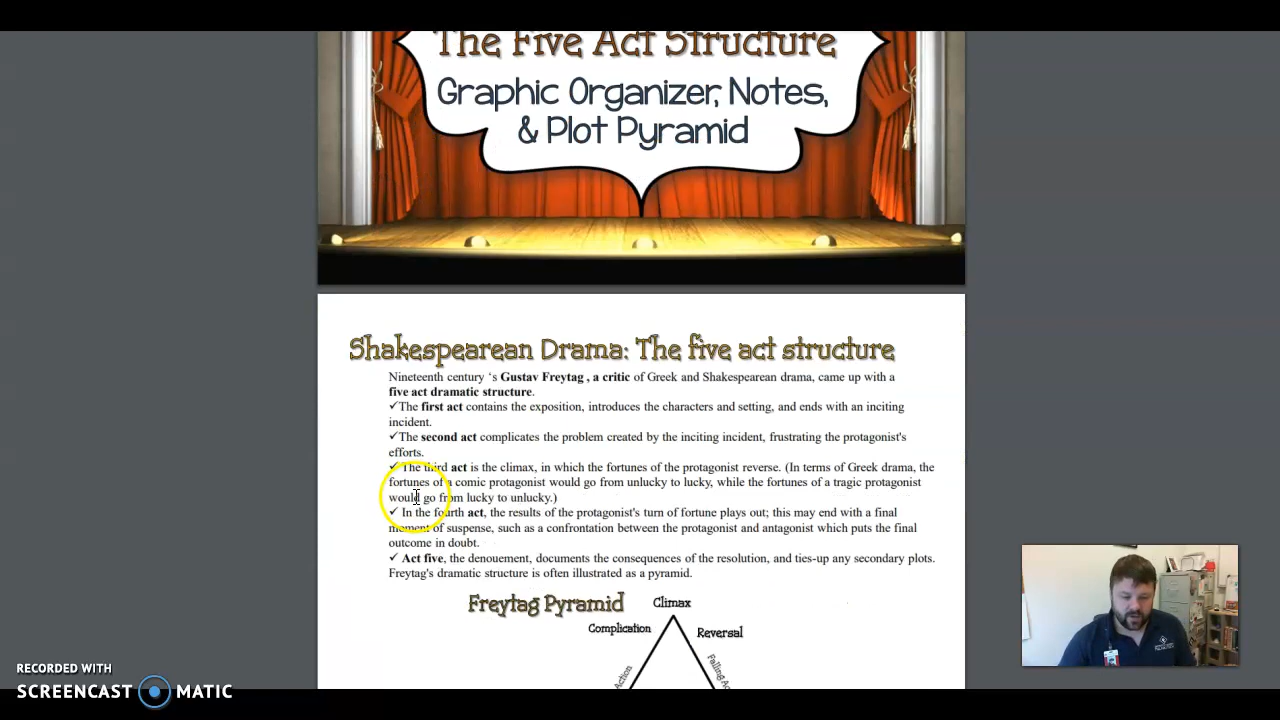 The Five Act Structure
Graphic Organizer, Notes,
& Plot Pyramid
Shakespearean Drama: The five act structure
Nineteenth century ‘s Gustav Freytag , a critic of Greek and Shakespearean drama, came up with a
five act dramatic structure.
✓The first act contains the exposition, introduces the characters and setting, and ends with an inciting
incident.
✓The second act complicates the problem created by the inciting incident, frustrating the protagonist's
efforts.
✓ The third act is the climax, in which the fortunes of the protagonist reverse. (In terms of Greek drama, the
fortunes of a comic protagonist would go from unlucky to lucky, while the fortunes of a tragic protagonist
would go from lucky to unlucky.)
✓ In the fourth act, the results of the protagonist's turn of fortune plays out; this may end with a final
moment of suspense, such as a confrontation between the protagonist and antagonist which puts the final
outcome in doubt.
✓ Act five, the denouement, documents the consequences of the resolution, and ties-up any secondary plots.
Freytag's dramatic structure is often illustrated as a pyramid.
Freytag Pyramid
Climax
Complication
Reversal
Action
Falling
RECORDED WITH
SCREENCAST MATIC